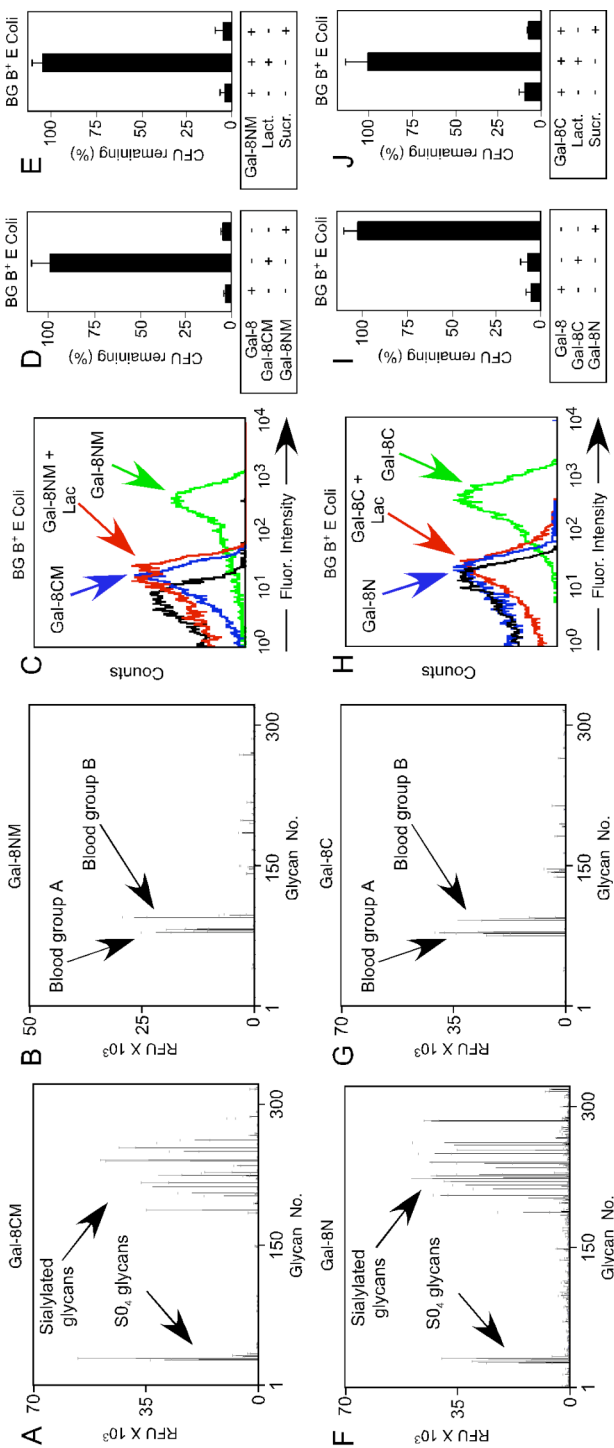 A
Gal-8CM
RFU X 10³
70
35
0
Sialylated
glycans
S0₄ glycans
1
150
300
Glycan No.
B
Gal-8NM
RFU X 10³
50
25
0
Blood group A
Blood group B
1
150
300
Glycan No.
C
BG B⁺ E Coli
Counts
Gal-8CM
Gal-8NM +
Lac
Gal-8NM
10⁰
10¹
10²
10³
10⁴
Fluor. Intensity
D
BG B⁺ E Coli
CFU remaining (%)
100
75
50
25
0
Gal-8 + - -
Gal-8CM - + -
Gal-8NM - - +
E
BG B⁺ E Coli
CFU remaining (%)
100
75
50
25
0
Gal-8NM + + +
Lact. - + -
Sucr. - - +
F
Gal-8N
RFU X 10³
70
35
0
Sialylated
glycans
S0₄ glycans
1
150
300
Glycan No.
G
Gal-8C
RFU X 10³
70
35
0
Blood group A
Blood group B
1
150
300
Glycan No.
H
BG B⁺ E Coli
Counts
Gal-8N
Gal-8C +
Lac
Gal-8C
10⁰
10¹
10²
10³
10⁴
Fluor. Intensity
I
BG B⁺ E Coli
CFU remaining (%)
100
75
50
25
0
Gal-8 + - -
Gal-8C - + -
Gal-8N - - +
J
BG B⁺ E Coli
CFU remaining (%)
100
75
50
25
0
Gal-8C + + +
Lact. - + -
Sucr. - - +